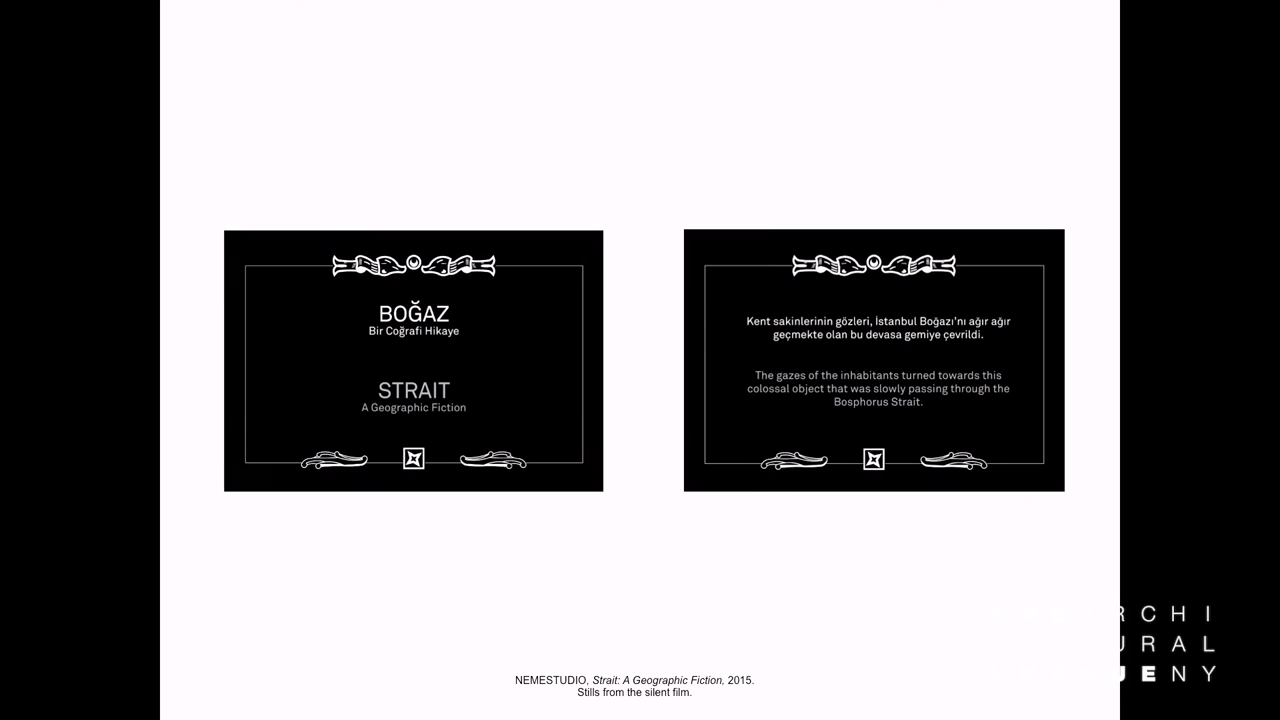 BOĞAZ
Bir Coğrafi Hikaye
STRAIT
A Geographic Fiction
Kent sakinlerinin gözleri, İstanbul Boğazı'nı ağır ağır
geçmekte olan bu devasa gemiye çevrildi.
The gazes of the inhabitants turned towards this
colossal object that was slowly passing through the
Bosphorus Strait.
NEMESTUDIO, Strait: A Geographic Fiction, 2015.
Stills from the silent film.
RCHI
URAL
UENY